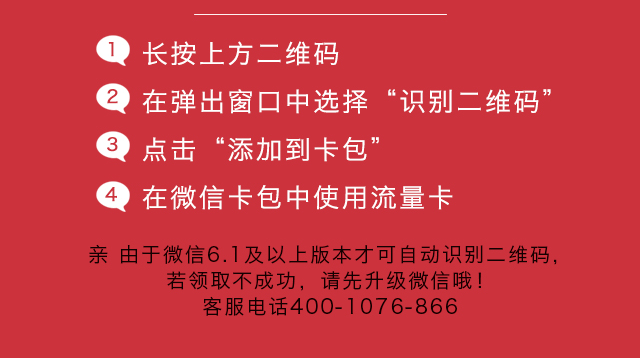 1 长按上方二维码
2 在弹出窗口中选择“识别二维码”
3 点击“添加到卡包”
4 在微信卡包中使用流量卡
亲 由于微信6.1及以上版本才可自动识别二维码，
若领取不成功，请先升级微信哦！
客服电话400-1076-866